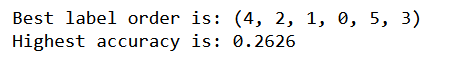 Best label order is: (4, 2, 1, 0, 5, 3)
Highest accuracy is: 0.2626